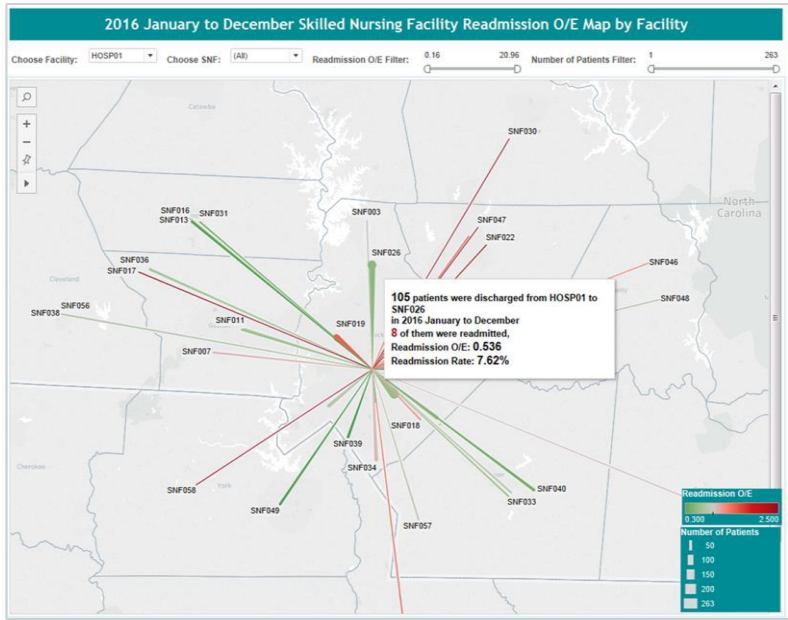 2016 January to December Skilled Nursing Facility Readmission O/E Map by Facility
Choose Facility: HOSP01 Choose SNF: (All) Readmission O/E Filter: 0.16 20.96 Number of Patients Filter: 1 263
Catawba
SNF030
North
Carolina
SNF016 SNF031
SNF013
SNF003
SNF047
SNF022
SNF026
SNF036
SNF017
SNF046
Cleveland
SNF048
SNF056
SNF038
SNF011
SNF019
SNF007
105 patients were discharged from HOSP01 to
SNF026
in 2016 January to December
8 of them were readmitted,
Readmission O/E: 0.536
Readmission Rate: 7.62%
SNF018
SNF039
SNF034
Cherokee
SNF058
York
SNF040
SNF033
SNF049
SNF057
Readmission O/E
0.300 2.500
Number of Patients
50
100
150
200
263